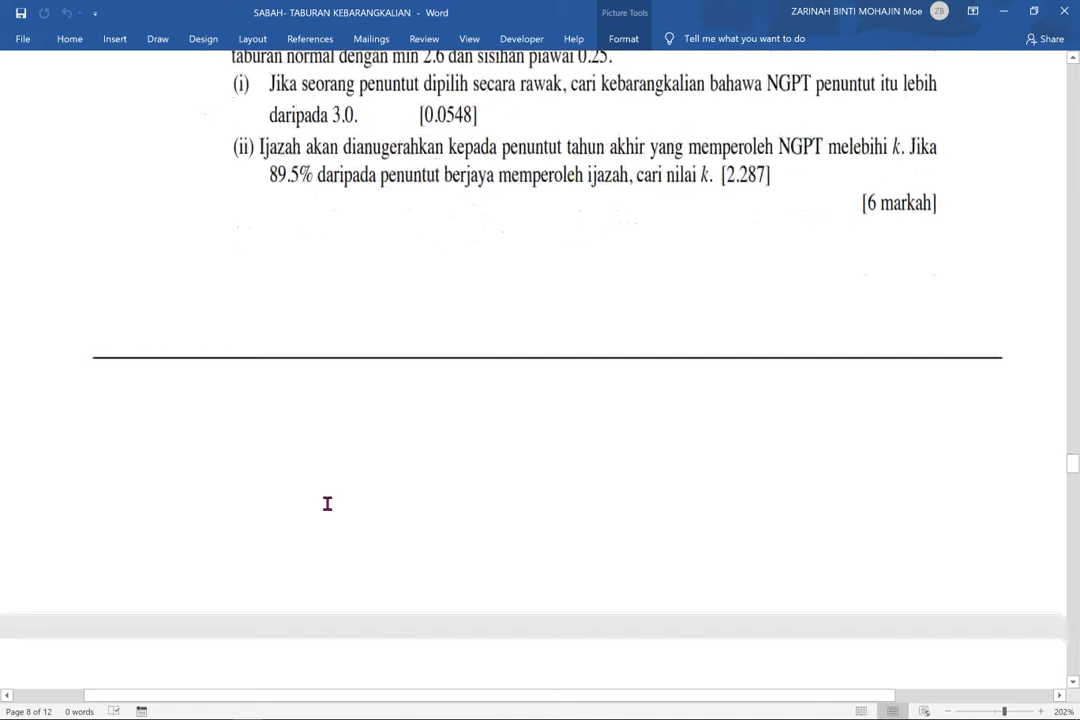 SABAH- TABURAN KEBARANGKALIAN - Word
Picture Tools
ZARINAH BINTI MOHAJIN Moe
ZB
File
Home
Insert
Draw
Design
Layout
References
Mailings
Review
View
Developer
Help
Format
Tell me what you want to do
Share
taburan normal dengan min 2.6 dan sisihan piawai 0.25.
(i) Jika seorang penuntut dipilih secara rawak, cari kebarangkalian bahawa NGPT penuntut itu lebih
daripada 3.0. [0.0548]
(ii) Ijazah akan dianugerahkan kepada penuntut tahun akhir yang memperoleh NGPT melebihi k. Jika
89.5% daripada penuntut berjaya memperoleh ijazah, cari nilai k. [2.287]
[6 markah]
Page 8 of 12
0 words
202%